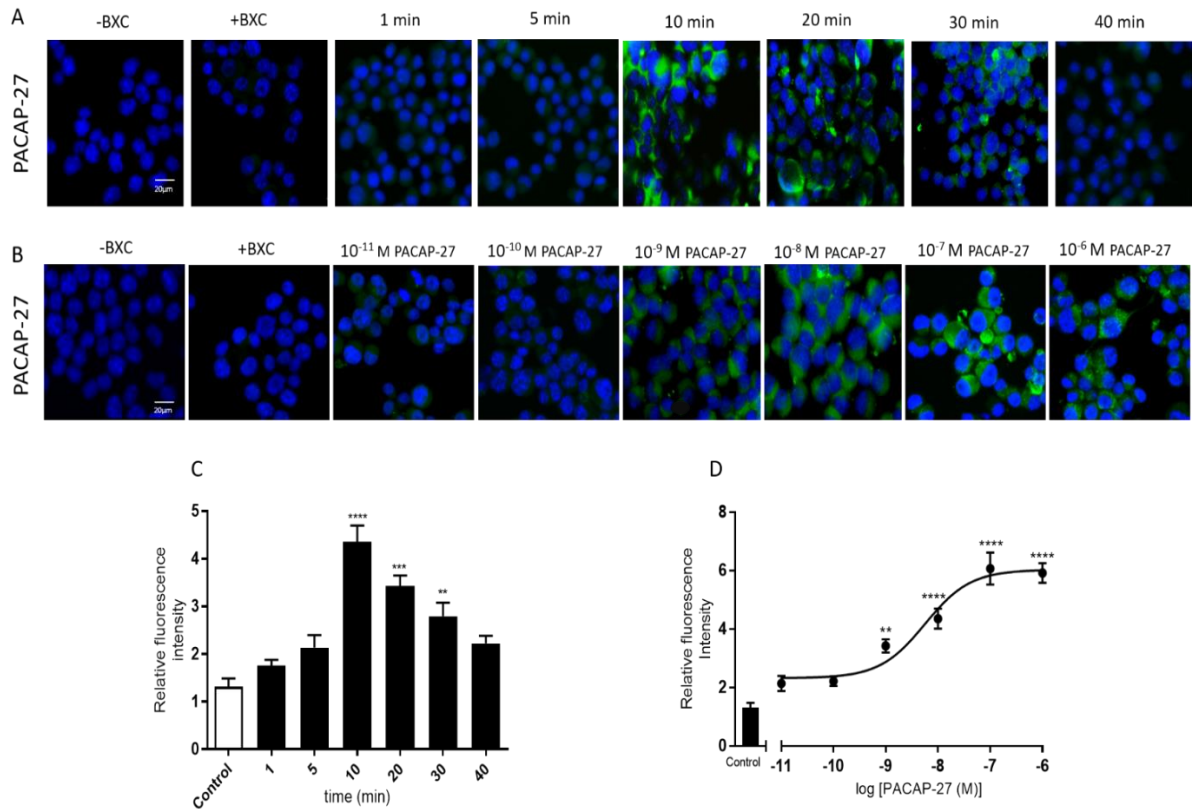 A
-BXC +BXC 1 min 5 min 10 min 20 min 30 min 40 min
PACAP-27
20μm
B
-BXC +BXC 10⁻¹¹ M PACAP-27 10⁻¹⁰ M PACAP-27 10⁻⁹ M PACAP-27 10⁻⁸ M PACAP-27 10⁻⁷ M PACAP-27 10⁻⁶ M PACAP-27
PACAP-27
20μm
C
Relative fluorescence
intensity
5
4
3
2
1
0
**** *** **
Control 1 5 10 20 30 40
time (min)
D
Relative fluorescence
Intensity
8
6
4
2
0
** **** **** ****
Control -11 -10 -9 -8 -7 -6
log [PACAP-27 (M)]